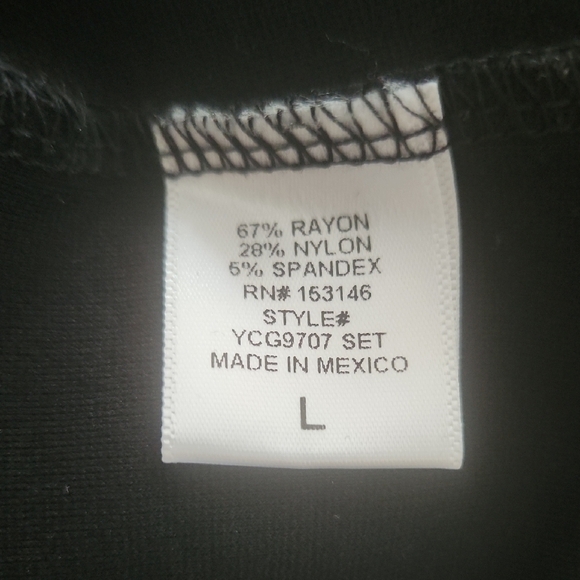 67% RAYON
28% NYLON
5% SPANDEX
RN# 153146
STYLE#
YCG9707 SET
MADE IN MEXICO
L